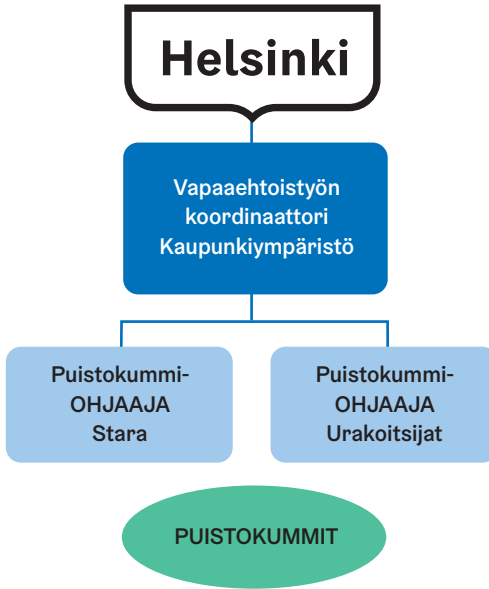 Helsinki
Vapaaehtoistyön
koordinaattori
Kaupunkiympäristö
Puistokummi-
OHJAAJA
Stara
Puistokummi-
OHJAAJA
Urakoitsijat
PUISTOKUMMIT